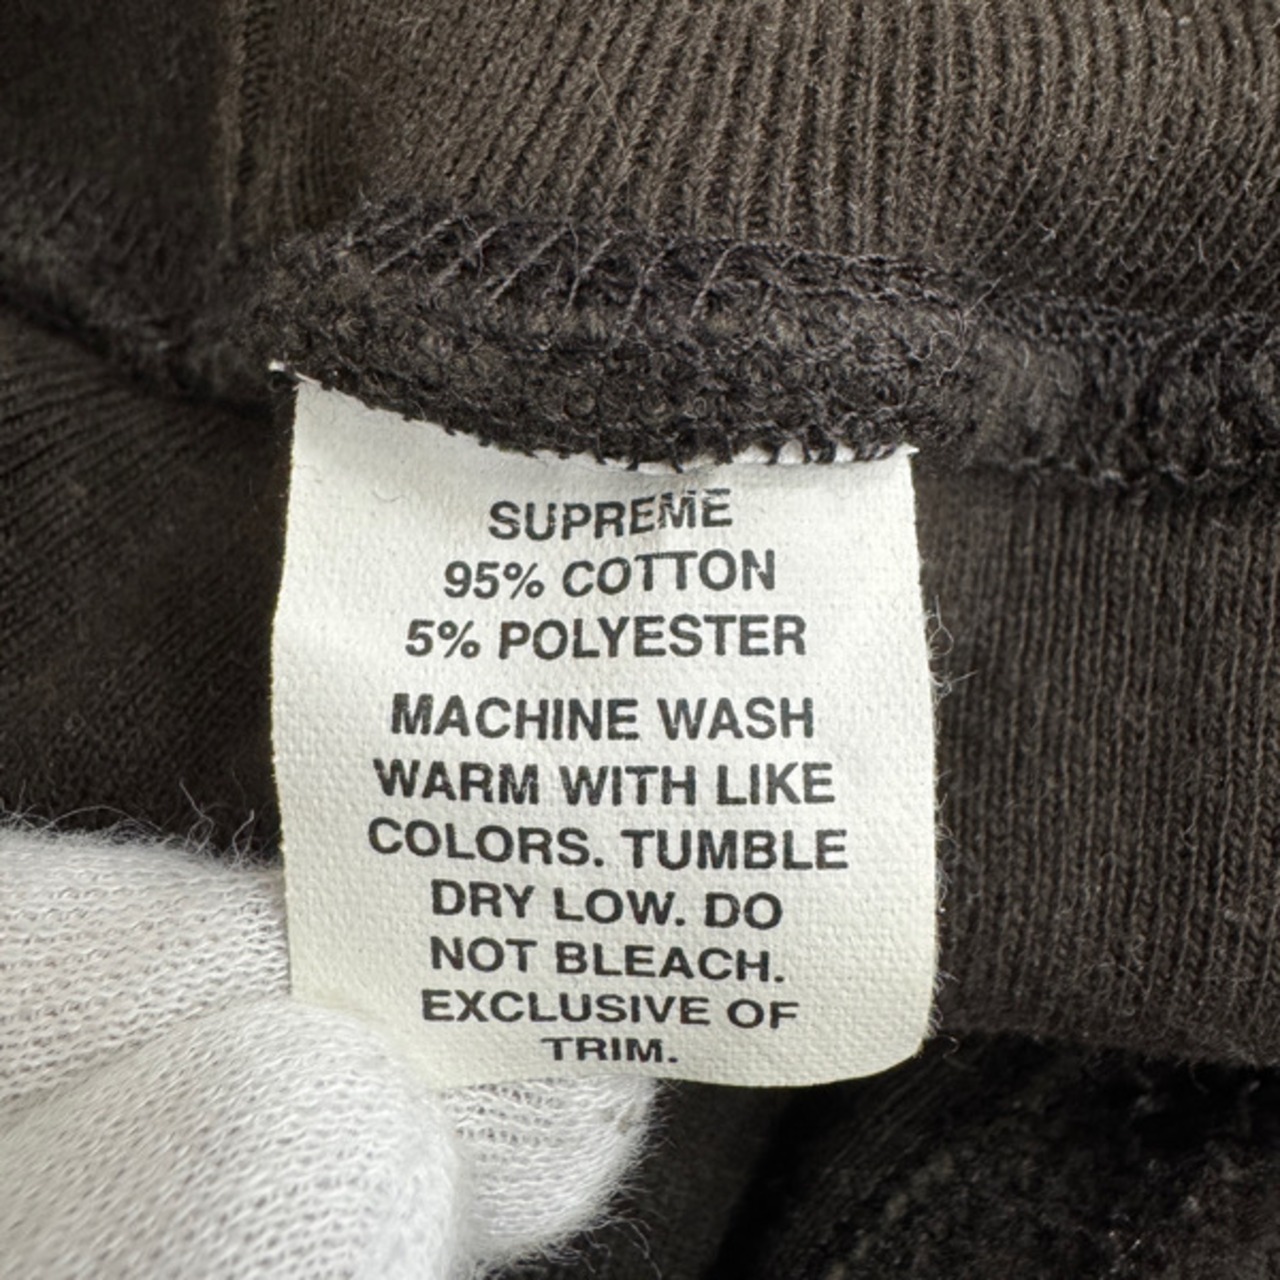 SUPREME
95% COTTON
5% POLYESTER
MACHINE WASH
WARM WITH LIKE
COLORS. TUMBLE
DRY LOW. DO
NOT BLEACH.
EXCLUSIVE OF
TRIM.